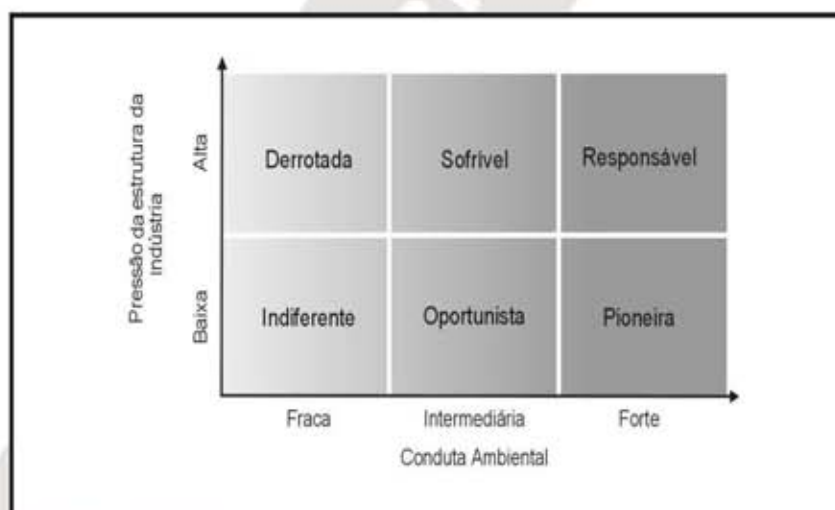 Pressão da estrutura da
indústria
Alta
Baixa
Derrotada
Sofrível
Responsável
Indiferente
Oportunista
Pioneira
Fraca
Intermediária
Forte
Conduta Ambiental